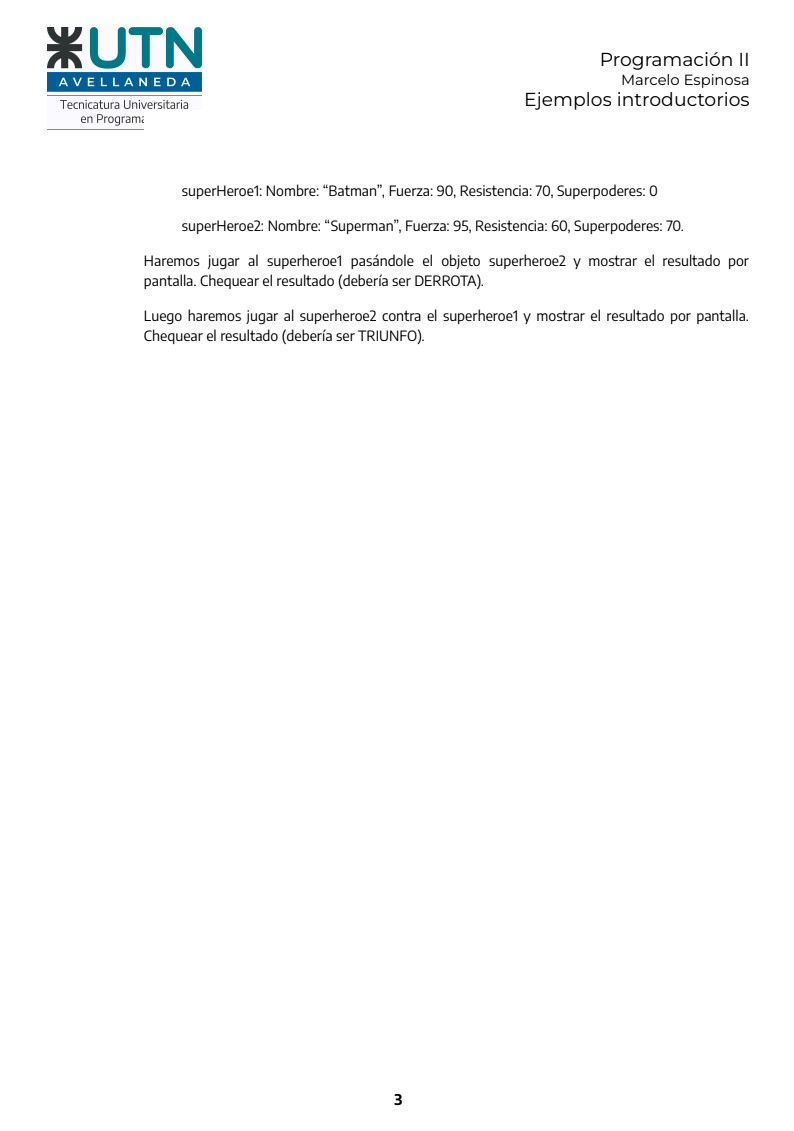 UTN
AVELLANEDA
Tecnicatura Universitaria
en Programa
Programación II
Marcelo Espinosa
Ejemplos introductorios
superHeroe1: Nombre: “Batman”, Fuerza: 90, Resistencia: 70, Superpoderes: 0
superHeroe2: Nombre: “Superman”, Fuerza: 95, Resistencia: 60, Superpoderes: 70.
Haremos jugar al superheroe1 pasándole el objeto superheroe2 y mostrar el resultado por
pantalla. Chequear el resultado (debería ser DERROTA).
Luego haremos jugar al superheroe2 contra el superheroe1 y mostrar el resultado por pantalla.
Chequear el resultado (debería ser TRIUNFO).
3